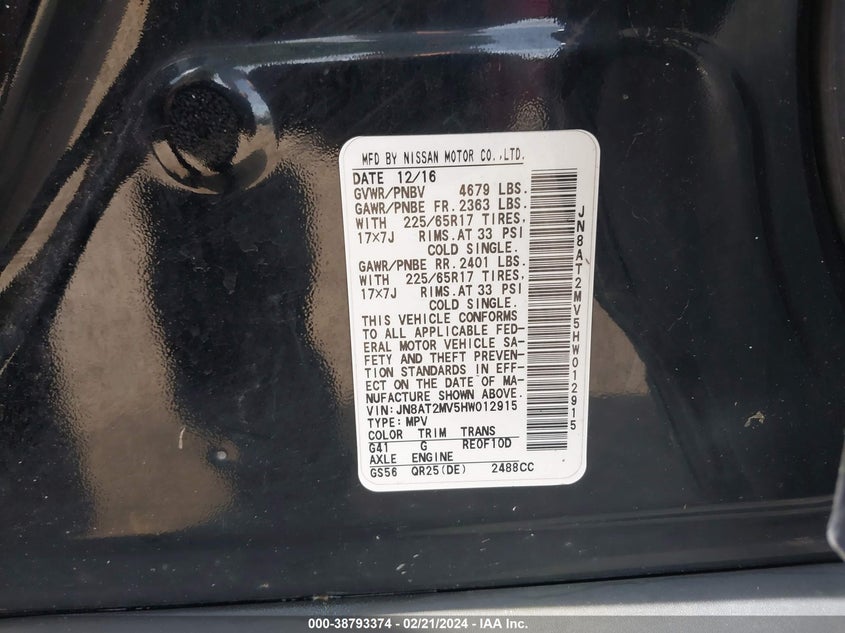 MFD BY NISSAN MOTOR CO.,LTD.
DATE 12/16
GVWR/PNBV 4679 LBS.
GAWR/PNBE FR. 2363 LBS.
WITH 225/65R17 TIRES,
17×7J RIMS. AT 33 PSI
COLD SINGLE.
GAWR/PNBE RR. 2401 LBS.
WITH 225/65R17 TIRES,
17×7J RIMS. AT 33 PSI
COLD SINGLE.
THIS VEHICLE CONFORMS
TO ALL APPLICABLE FED-
ERAL MOTOR VEHICLE SA-
FETY AND THEFT PREVEN-
TION STANDARDS IN EFF-
ECT ON THE DATE OF MA-
NUFACTURE SHOWN ABOVE.
VIN:JN8AT2MV5HW012915
TYPE:MPV
COLOR TRIM TRANS
G41 G RE0F10D
AXLE ENGINE
GS56 QR25(DE) 2488CC
JN8AT2MV5HW012915
000-38793374 - 02/21/2024 - IAA Inc.